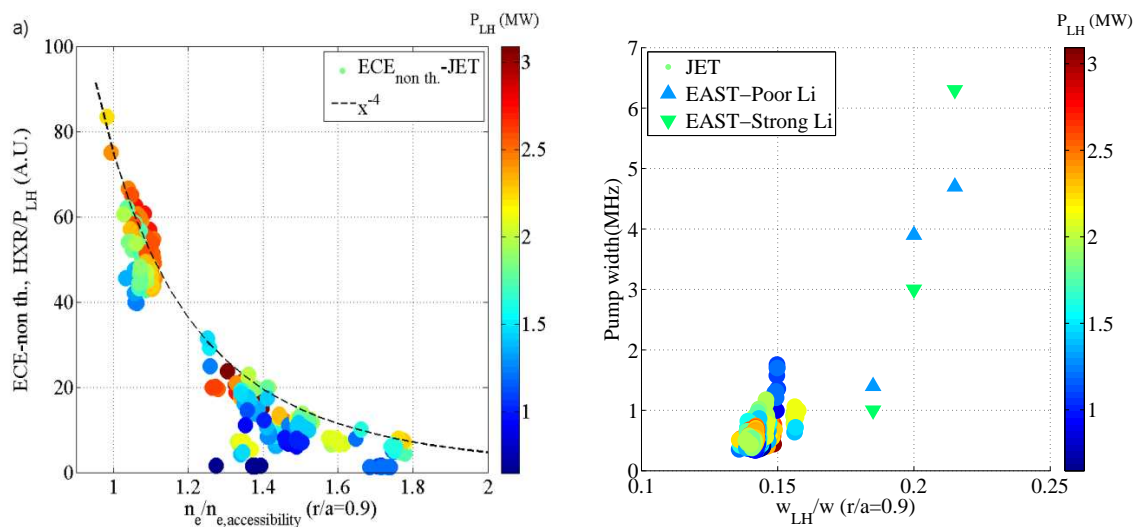 a)
P_LH (MW)
100
80
60
40
20
0
ECE-non th., HXR/P_LH (A.U.)
ECE_non th.-JET
x^-4
1
1.2
1.4
1.6
1.8
2
n_e/n_e,accessibility (r/a=0.9)
3
2.5
2
1.5
1
P_LH (MW)
7
6
5
4
3
2
1
0
Pump width(MHz)
JET
EAST−Poor Li
EAST−Strong Li
0.1
0.15
0.2
0.25
w_LH/w (r/a=0.9)
3
2.5
2
1.5
1